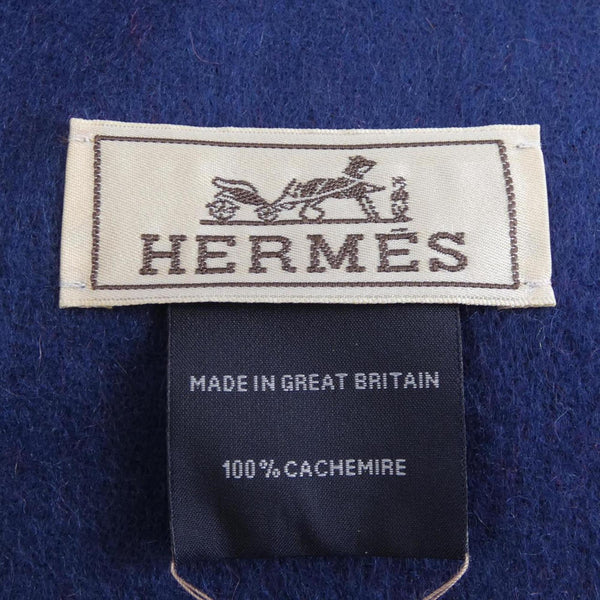 HERMÈS
MADE IN GREAT BRITAIN
100% CACHEMIRE